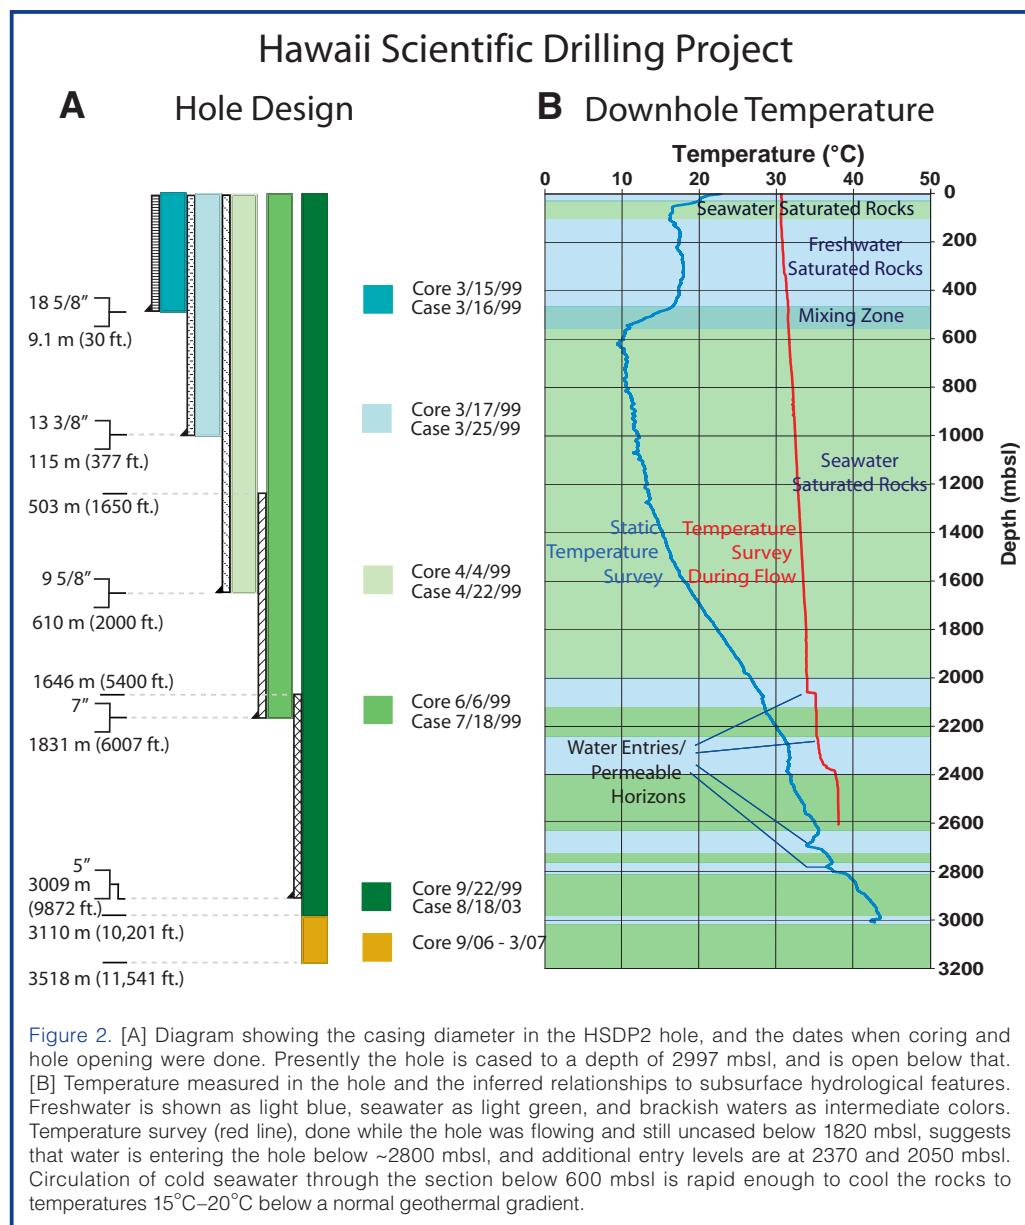 Hawaii Scientific Drilling Project
A
Hole Design
18 5/8”
9.1 m (30 ft.)
13 3/8”
115 m (377 ft.)
503 m (1650 ft.)
9 5/8”
610 m (2000 ft.)
1646 m (5400 ft.)
7”
1831 m (6007 ft.)
5”
3009 m
(9872 ft.)
3110 m (10,201 ft.)
3518 m (11,541 ft.)
Core 3/15/99
Case 3/16/99
Core 3/17/99
Case 3/25/99
Core 4/4/99
Case 4/22/99
Core 6/6/99
Case 7/18/99
Core 9/22/99
Case 8/18/03
Core 9/06 - 3/07
B
Downhole Temperature
Temperature (°C)
0 10 20 30 40 50
0
200
400
600
800
1000
1200
1400
1600
1800
2000
2200
2400
2600
2800
3000
3200
Depth (mbsl)
Seawater Saturated Rocks
Freshwater
Saturated Rocks
Mixing Zone
Seawater
Saturated Rocks
Static
Temperature
Survey
Temperature
Survey
During Flow
Water Entries/
Permeable
Horizons
Figure 2. [A] Diagram showing the casing diameter in the HSDP2 hole, and the dates when coring and
hole opening were done. Presently the hole is cased to a depth of 2997 mbsl, and is open below that.
[B] Temperature measured in the hole and the inferred relationships to subsurface hydrological features.
Freshwater is shown as light blue, seawater as light green, and brackish waters as intermediate colors.
Temperature survey (red line), done while the hole was flowing and still uncased below 1820 mbsl, suggests
that water is entering the hole below ~2800 mbsl, and additional entry levels are at 2370 and 2050 mbsl.
Circulation of cold seawater through the section below 600 mbsl is rapid enough to cool the rocks to
temperatures 15°C–20°C below a normal geothermal gradient.